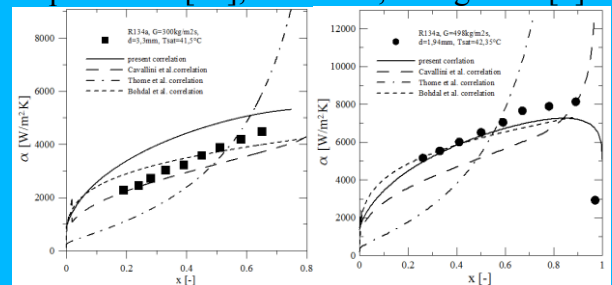 R134a, G=300kg/m2s,
d=3,3mm, Tsat=41,5°C
present correlation
Cavallini et al. correlation
Thome et al. correlation
Bohdal et al. correlation
α [W/m² K]
8000
6000
4000
2000
0
0
0.2
0.4
0.6
0.8
x [-]
R134a, G=498kg/m2s,
d=1,94mm, Tsat=42,35°C
present correlation
Cavallini et al. correlation
Thome et al. correlation
Bohdal et al. correlation
α [W/m² K]
12000
10000
8000
6000
4000
2000
0
0
0.2
0.4
0.6
0.8
1
x [-]